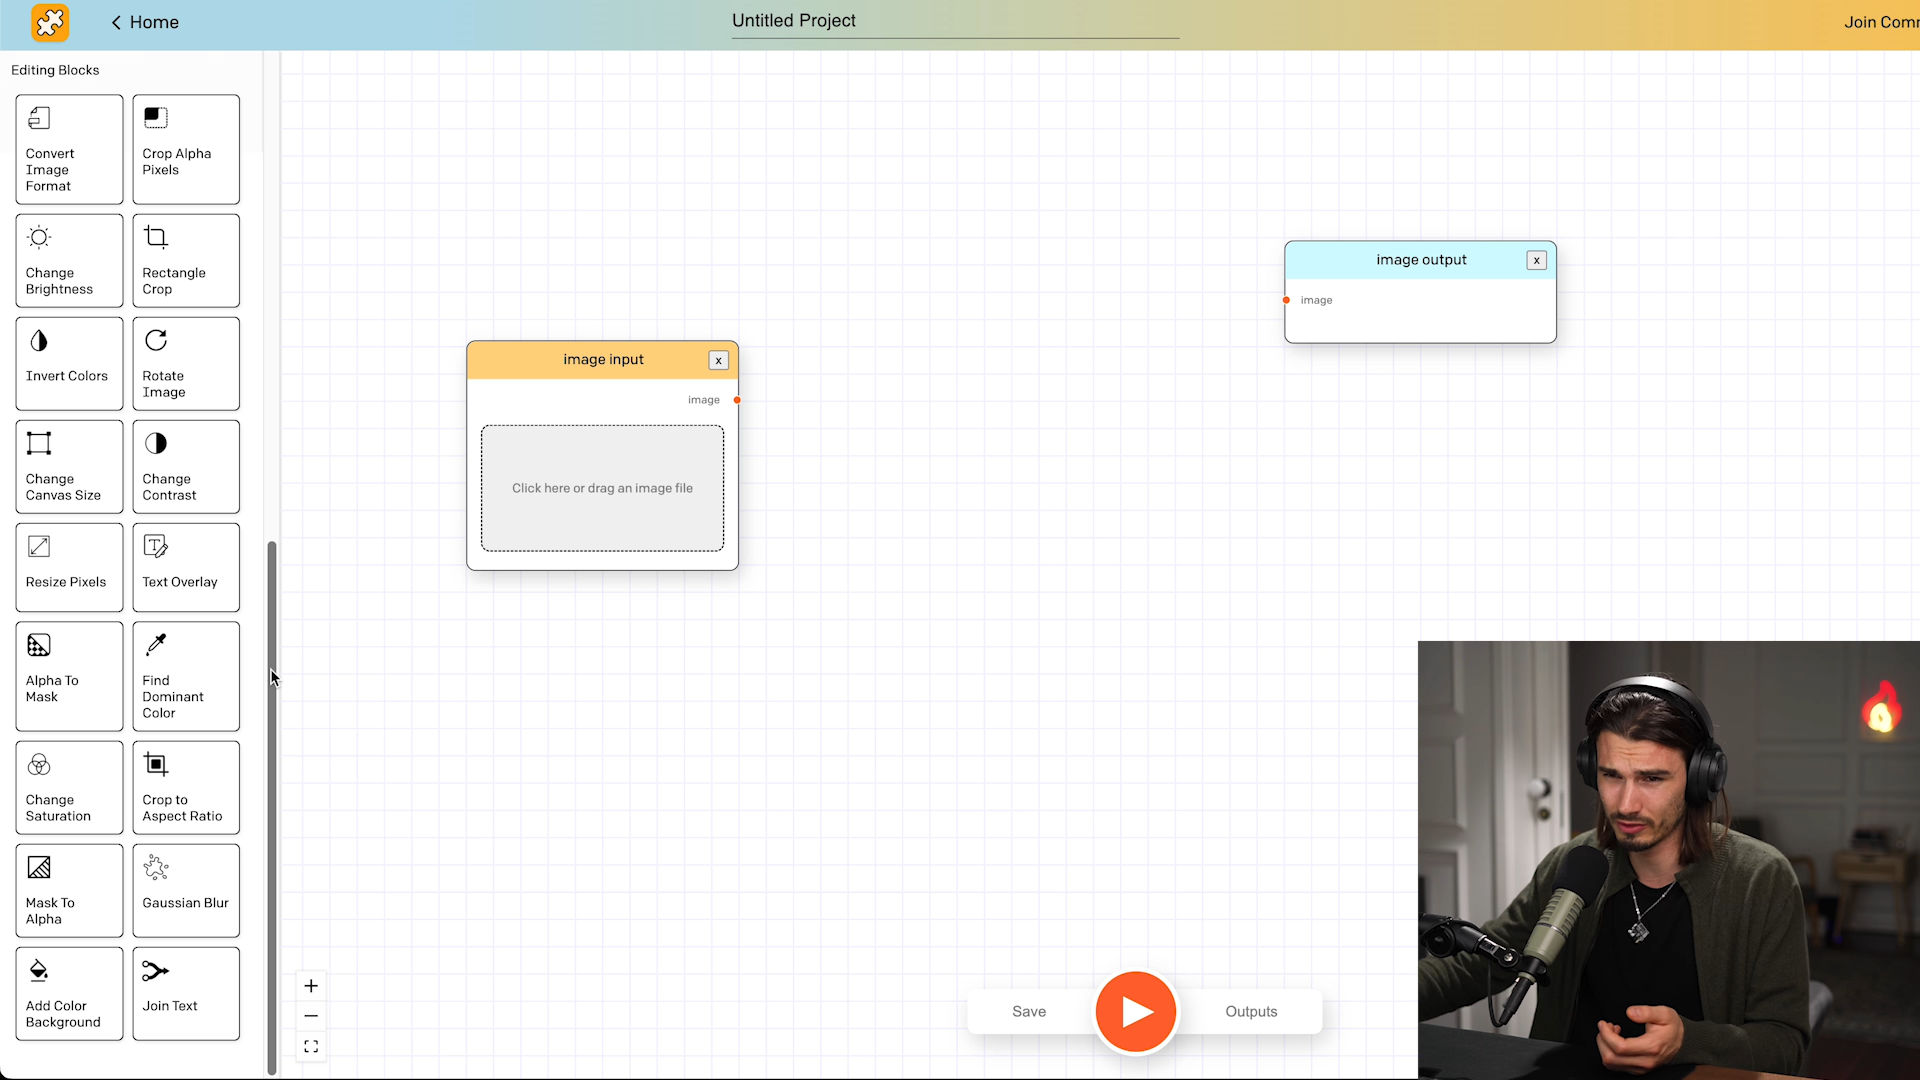 Home
Untitled Project
Join Com
Editing Blocks
Convert
Image
Format
Crop Alpha
Pixels
Change
Brightness
Rectangle
Crop
Invert Colors
Rotate
Image
Change
Canvas Size
Change
Contrast
Resize Pixels
Text Overlay
Alpha To
Mask
Find
Dominant
Color
Change
Saturation
Crop to
Aspect Ratio
Mask To
Alpha
Gaussian Blur
Add Color
Background
Join Text
image input
x
image
Click here or drag an image file
image output
x
image
Save
Outputs